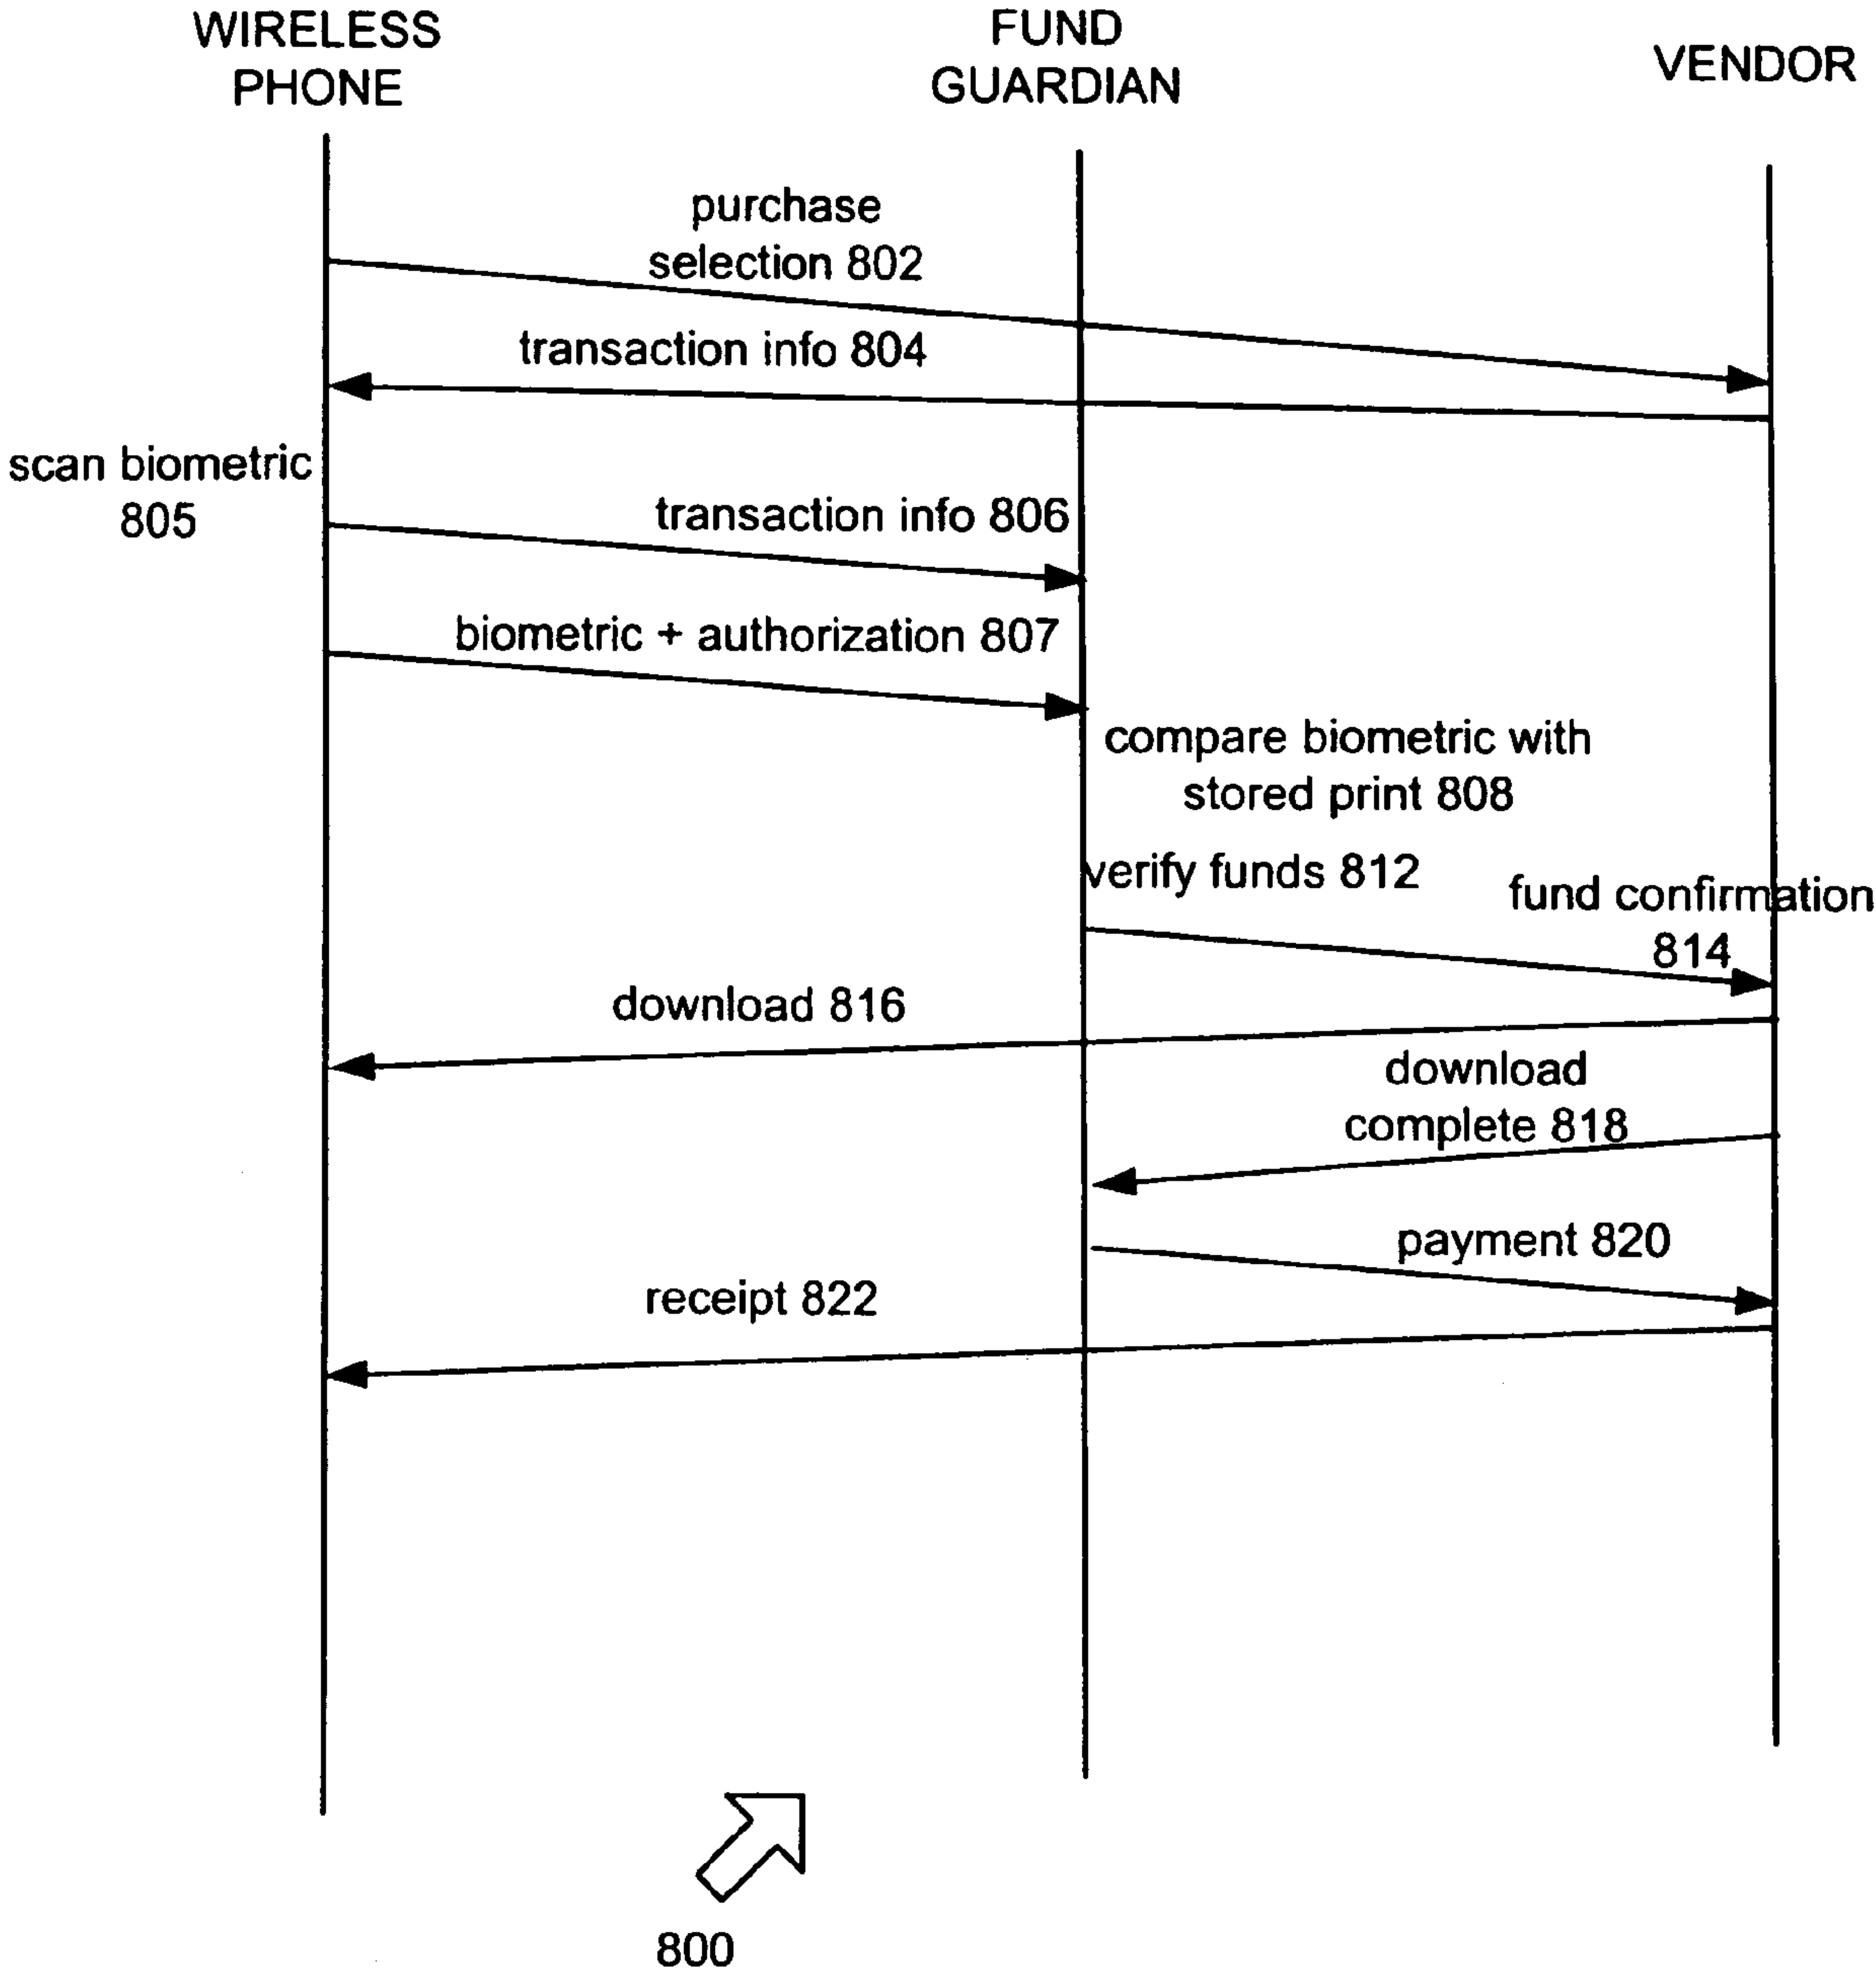 WIRELESS
PHONE
FUND
GUARDIAN
VENDOR
purchase
selection 802
transaction info 804
scan biometric
805
transaction info 806
biometric + authorization 807
compare biometric with
stored print 808
verify funds 812
fund confirmation
814
download 816
download
complete 818
payment 820
receipt 822
800